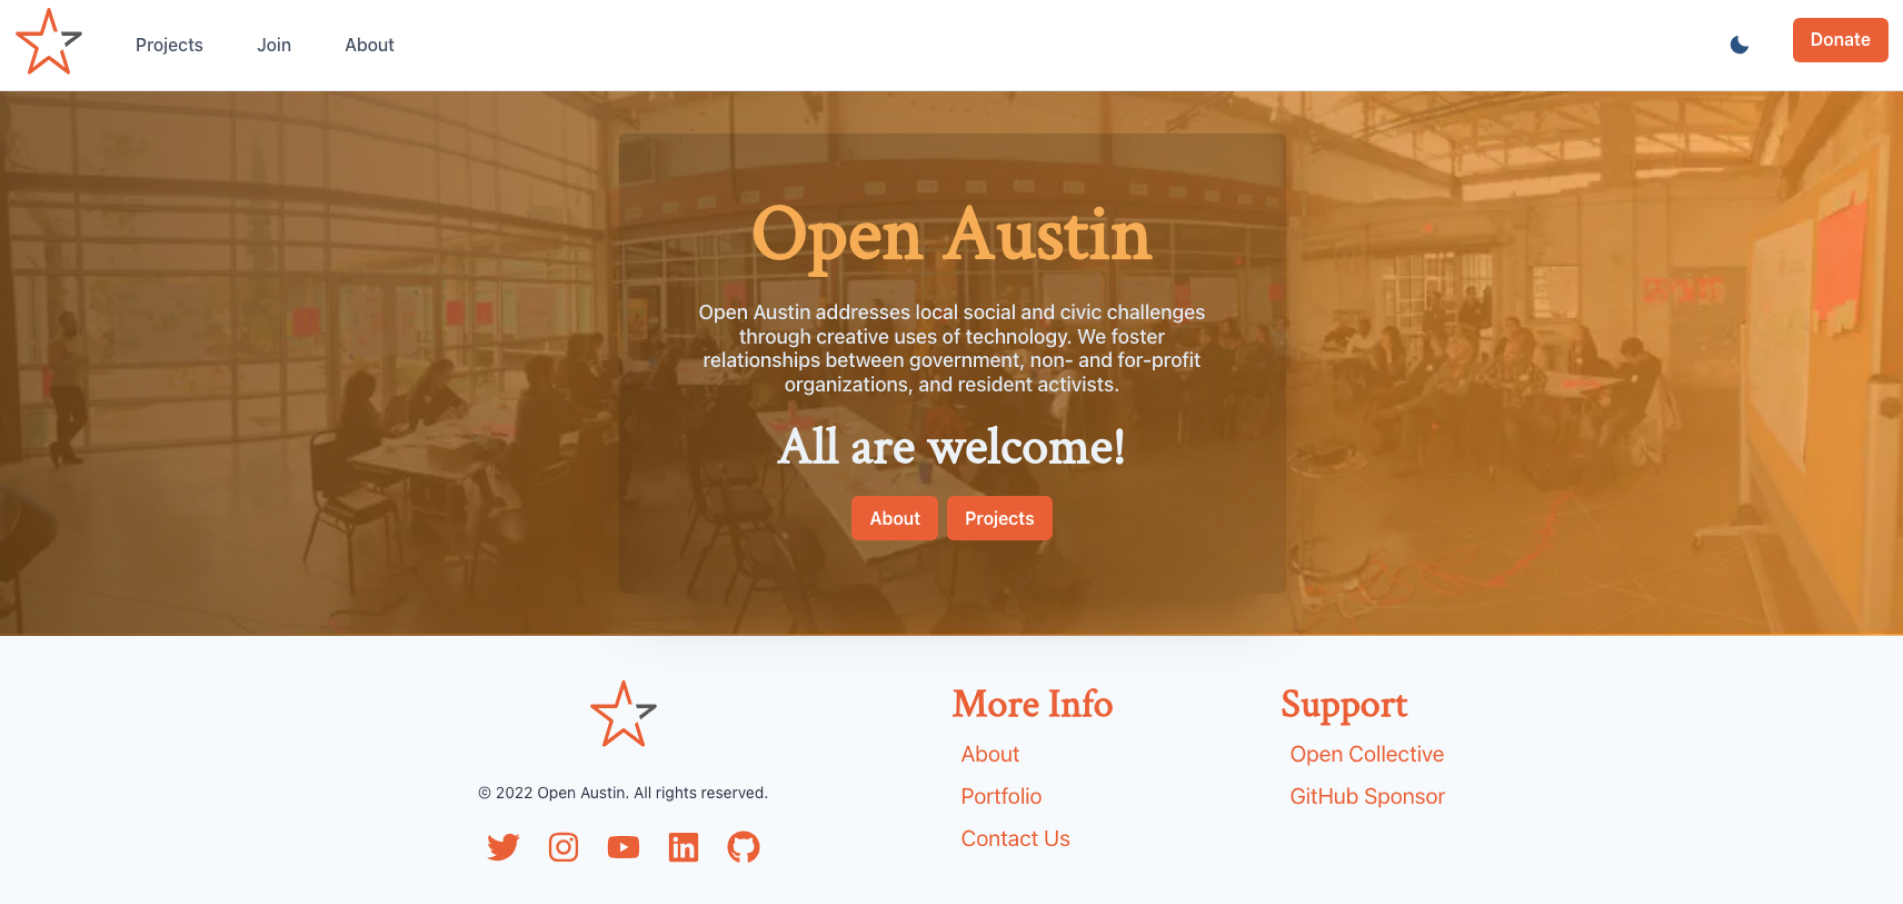 Projects
Join
About
Donate
Open Austin
Open Austin addresses local social and civic challenges
through creative uses of technology. We foster
relationships between government, non- and for-profit
organizations, and resident activists.
All are welcome!
About
Projects
© 2022 Open Austin. All rights reserved.
More Info
About
Portfolio
Contact Us
Support
Open Collective
GitHub Sponsor